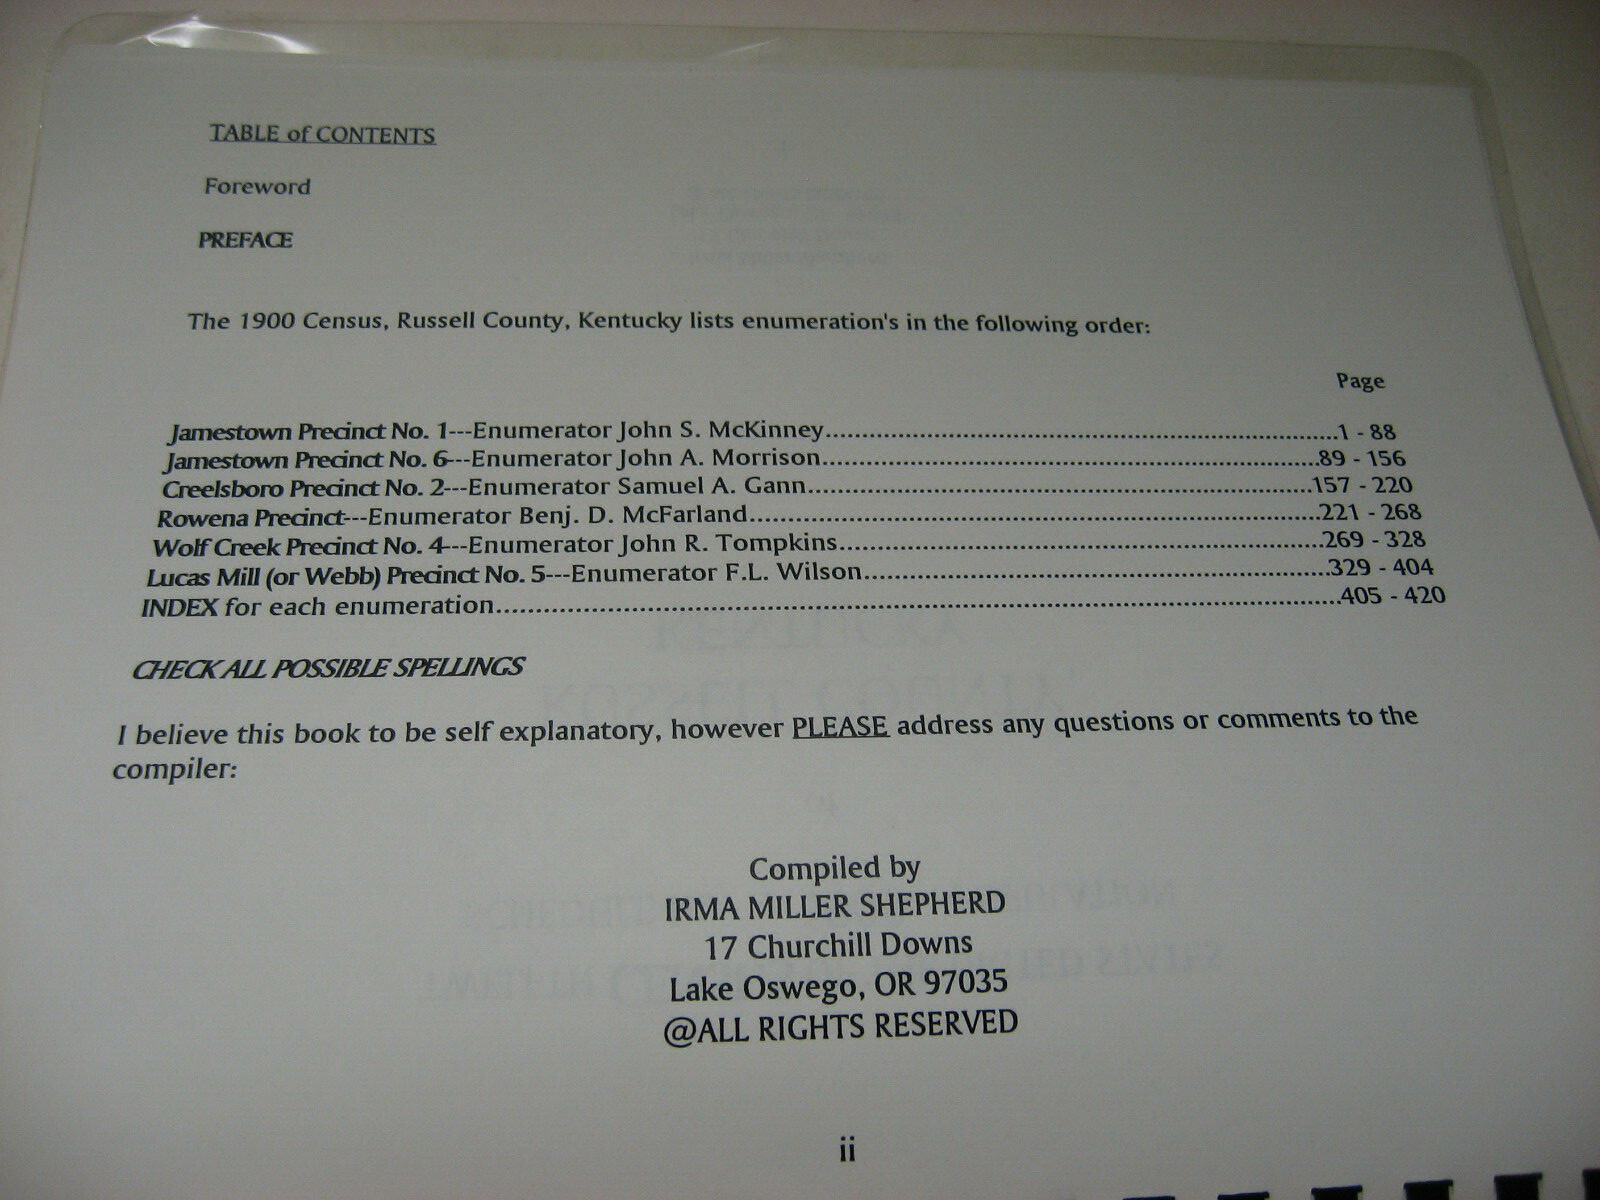 TABLE of CONTENTS
Foreword
PREFACE
The 1900 Census, Russell County, Kentucky lists enumeration's in the following order:
Page
Jamestown Precinct No. 1---Enumerator John S. McKinney..........1 - 88
Jamestown Precinct No. 6---Enumerator John A. Morrison..........89 - 156
Creelsboro Precinct No. 2---Enumerator Samuel A. Gann..........157 - 220
Rowena Precinct---Enumerator Benj. D. McFarland..........221 - 268
Wolf Creek Precinct No. 4---Enumerator John R. Tompkins..........269 - 328
Lucas Mill (or Webb) Precinct No. 5---Enumerator F.L. Wilson..........329 - 404
INDEX for each enumeration..........405 - 420
CHECK ALL POSSIBLE SPELLINGS
I believe this book to be self explanatory, however PLEASE address any questions or comments to the
compiler:
Compiled by
IRMA MILLER SHEPHERD
17 Churchill Downs
Lake Oswego, OR 97035
@ALL RIGHTS RESERVED
ii